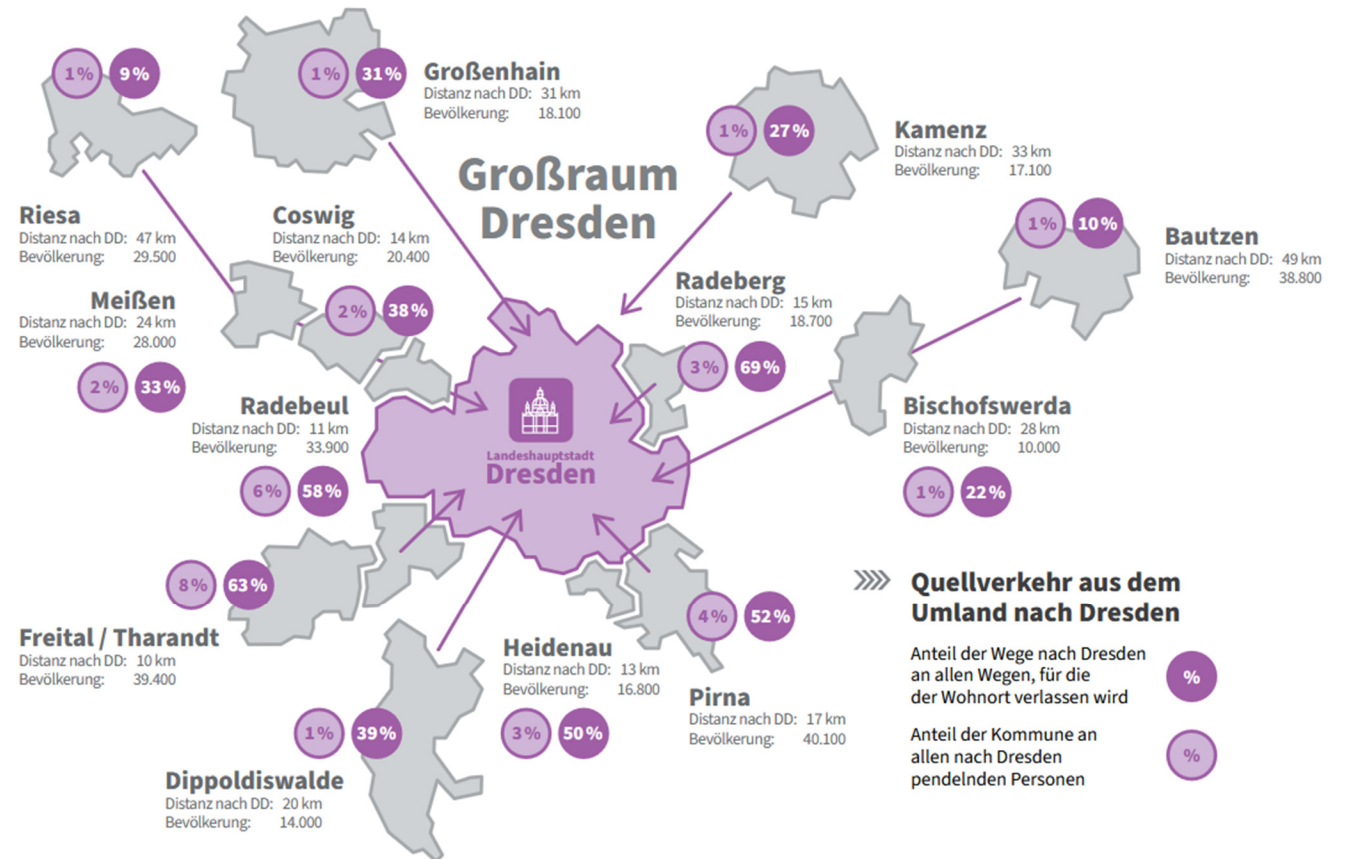 1% 9%
1% 31%
Großenhain
Distanz nach DD: 31 km
Bevölkerung: 18.100
1% 27%
Kamenz
Distanz nach DD: 33 km
Bevölkerung: 17.100
Großraum
Dresden
Riesa
Distanz nach DD: 47 km
Bevölkerung: 29.500
Coswig
Distanz nach DD: 14 km
Bevölkerung: 20.400
2% 38%
1% 10%
Bautzen
Distanz nach DD: 49 km
Bevölkerung: 38.800
Meißen
Distanz nach DD: 24 km
Bevölkerung: 28.000
2% 33%
Radeberg
Distanz nach DD: 15 km
Bevölkerung: 18.700
3% 69%
Radebeul
Distanz nach DD: 11 km
Bevölkerung: 33.900
6% 58%
Landeshauptstadt
Dresden
Bischofswerda
Distanz nach DD: 28 km
Bevölkerung: 10.000
1% 22%
8% 63%
Freital / Tharandt
Distanz nach DD: 10 km
Bevölkerung: 39.400
Heidenau
Distanz nach DD: 13 km
Bevölkerung: 16.800
3% 50%
4% 52%
Pirna
Distanz nach DD: 17 km
Bevölkerung: 40.100
1% 39%
Dippoldiswalde
Distanz nach DD: 20 km
Bevölkerung: 14.000
Quellverkehr aus dem
Umland nach Dresden
Anteil der Wege nach Dresden
an allen Wegen, für die
der Wohnort verlassen wird
%
Anteil der Kommune an
allen nach Dresden
pendelnden Personen
%